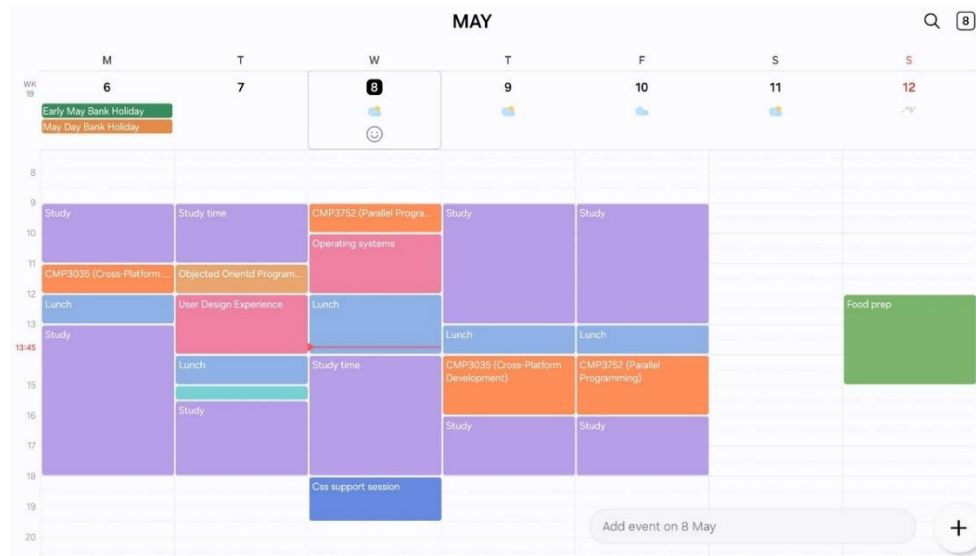 MAY
8
M T W T F S S
WK
19
6 7 8 9 10 11 12
Early May Bank Holiday
May Day Bank Holiday
8
9
10
11
12
13
13:45
15
16
17
18
19
20
Study
CMP3035 (Cross-Platform ...
Lunch
Study
Study time
Objected Orientd Program...
User Design Experience
Lunch
Study
CMP3752 (Parallel Progra...
Operating systems
Lunch
Study time
Css support session
Study
Lunch
CMP3035 (Cross-Platform
Development)
Study
Study
Lunch
CMP3752 (Parallel
Programming)
Study
Food prep
Add event on 8 May
+